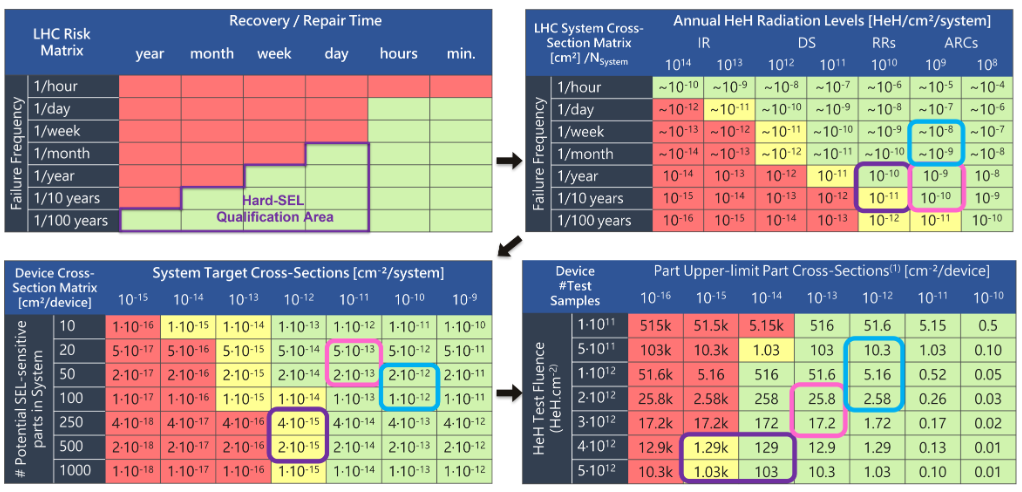 LHC Risk Matrix
Recovery / Repair Time
year month week day hours min.
Failure Frequency
1/hour
1/day
1/week
1/month
1/year
1/10 years
1/100 years
Hard-SEL
Qualification Area
LHC System Cross-Section Matrix [cm²] /N_System
Annual HeH Radiation Levels [HeH/cm²/system]
IR DS RRs ARCs
10¹⁴ 10¹³ 10¹² 10¹¹ 10¹⁰ 10⁹ 10⁸
Failure Frequency
1/hour ~10⁻¹⁰ ~10⁻⁹ ~10⁻⁸ ~10⁻⁷ ~10⁻⁶ ~10⁻⁵ ~10⁻⁴
1/day ~10⁻¹² ~10⁻¹¹ ~10⁻¹⁰ ~10⁻⁹ ~10⁻⁸ ~10⁻⁷ ~10⁻⁶
1/week ~10⁻¹³ ~10⁻¹² ~10⁻¹¹ ~10⁻¹⁰ ~10⁻⁹ ~10⁻⁸ ~10⁻⁷
1/month ~10⁻¹⁴ ~10⁻¹³ ~10⁻¹² ~10⁻¹¹ ~10⁻¹⁰ ~10⁻⁹ ~10⁻⁸
1/year 10⁻¹⁴ 10⁻¹³ 10⁻¹² 10⁻¹¹ 10⁻¹⁰ 10⁻⁹ 10⁻⁸
1/10 years 10⁻¹⁵ 10⁻¹⁴ 10⁻¹³ 10⁻¹² 10⁻¹¹ 10⁻¹⁰ 10⁻⁹
1/100 years 10⁻¹⁶ 10⁻¹⁵ 10⁻¹⁴ 10⁻¹³ 10⁻¹² 10⁻¹¹ 10⁻¹⁰
Device Cross-Section Matrix [cm²/device]
System Target Cross-Sections [cm⁻²/system]
10⁻¹⁵ 10⁻¹⁴ 10⁻¹³ 10⁻¹² 10⁻¹¹ 10⁻¹⁰ 10⁻⁹
# Potential SEL-sensitive parts in System
10 1·10⁻¹⁶ 1·10⁻¹⁵ 1·10⁻¹⁴ 1·10⁻¹³ 1·10⁻¹² 1·10⁻¹¹ 1·10⁻¹⁰
20 5·10⁻¹⁷ 5·10⁻¹⁶ 5·10⁻¹⁵ 5·10⁻¹⁴ 5·10⁻¹³ 5·10⁻¹² 5·10⁻¹¹
50 2·10⁻¹⁷ 2·10⁻¹⁶ 2·10⁻¹⁵ 2·10⁻¹⁴ 2·10⁻¹³ 2·10⁻¹² 2·10⁻¹¹
100 1·10⁻¹⁷ 1·10⁻¹⁶ 1·10⁻¹⁵ 1·10⁻¹⁴ 1·10⁻¹³ 1·10⁻¹² 1·10⁻¹¹
250 4·10⁻¹⁸ 4·10⁻¹⁷ 4·10⁻¹⁶ 4·10⁻¹⁵ 4·10⁻¹⁴ 4·10⁻¹³ 4·10⁻¹²
500 2·10⁻¹⁸ 2·10⁻¹⁷ 2·10⁻¹⁶ 2·10⁻¹⁵ 2·10⁻¹⁴ 2·10⁻¹³ 2·10⁻¹²
1000 1·10⁻¹⁸ 1·10⁻¹⁷ 1·10⁻¹⁶ 1·10⁻¹⁵ 1·10⁻¹⁴ 1·10⁻¹³ 1·10⁻¹²
Device #Test Samples
Part Upper-limit Part Cross-Sections⁽¹⁾ [cm⁻²/device]
10⁻¹⁶ 10⁻¹⁵ 10⁻¹⁴ 10⁻¹³ 10⁻¹² 10⁻¹¹ 10⁻¹⁰
HeH Test Fluence (HeH.cm⁻²)
1·10¹¹ 515k 51.5k 5.15k 516 51.6 5.15 0.5
5·10¹¹ 103k 10.3k 1.03 103 10.3 1.03 0.10
1·10¹² 51.6k 5.16 516 51.6 5.16 0.52 0.05
2·10¹² 25.8k 2.58k 258 25.8 2.58 0.26 0.03
3·10¹² 17.2k 17.2k 172 17.2 1.72 0.17 0.02
4·10¹² 12.9k 1.29k 129 12.9 1.29 0.13 0.01
5·10¹² 10.3k 1.03k 103 10.3 1.03 0.10 0.01